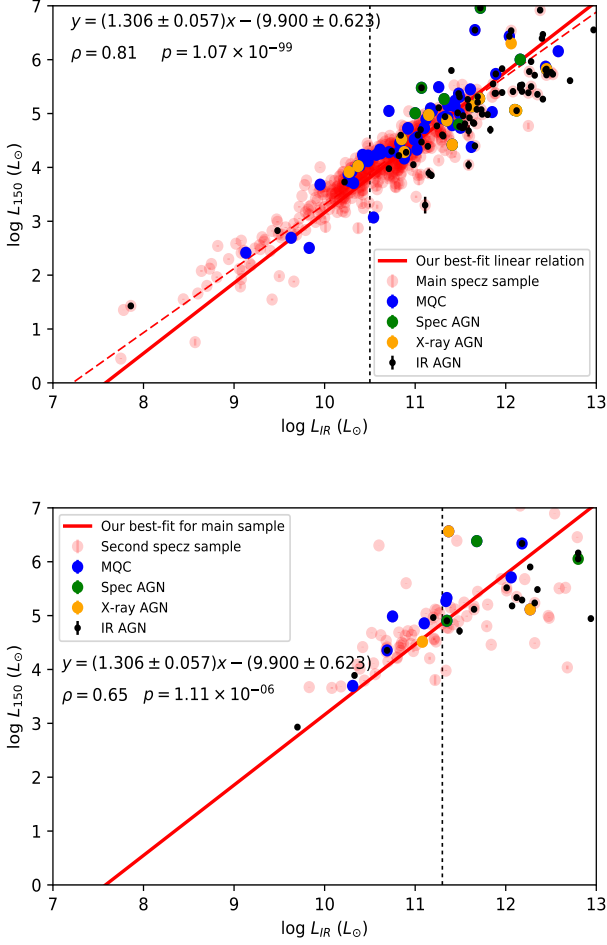 y = (1.306 ± 0.057)x − (9.900 ± 0.623)
ρ = 0.81 p = 1.07 × 10⁻⁹⁹
log L₁₅₀ (L⊙)
7
6
5
4
3
2
1
0
Our best-fit linear relation
Main specz sample
MQC
Spec AGN
X-ray AGN
IR AGN
7 8 9 10 11 12 13
log L_IR (L⊙)
Our best-fit for main sample
Second specz sample
MQC
Spec AGN
X-ray AGN
IR AGN
y = (1.306 ± 0.057)x − (9.900 ± 0.623)
ρ = 0.65 p = 1.11 × 10⁻⁰⁶
log L₁₅₀ (L⊙)
7
6
5
4
3
2
1
0
7 8 9 10 11 12 13
log L_IR (L⊙)